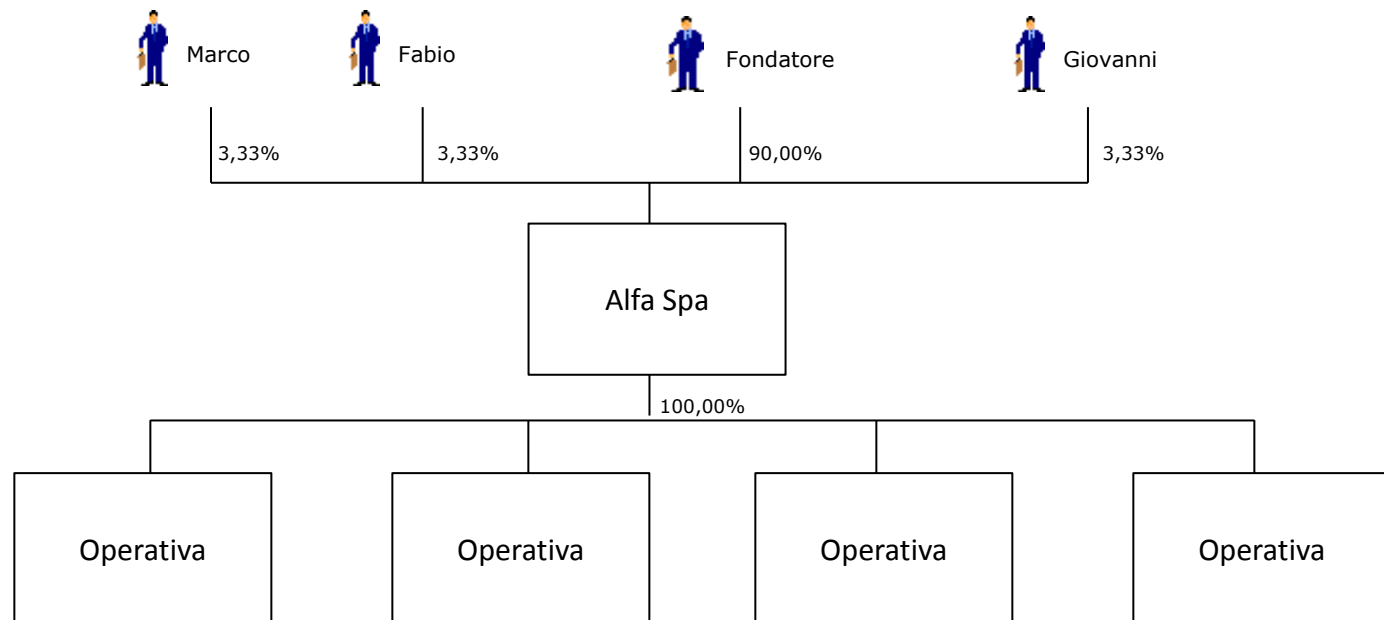 Marco
Fabio
Fondatore
Giovanni
3,33%
3,33%
90,00%
3,33%
Alfa Spa
100,00%
Operativa
Operativa
Operativa
Operativa